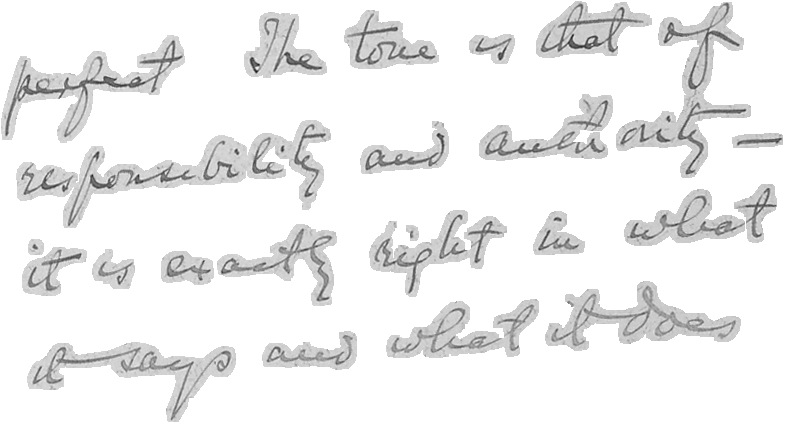 perfect The tone is that of
responsibility and authority —
it is exactly right in what
it says and what it does